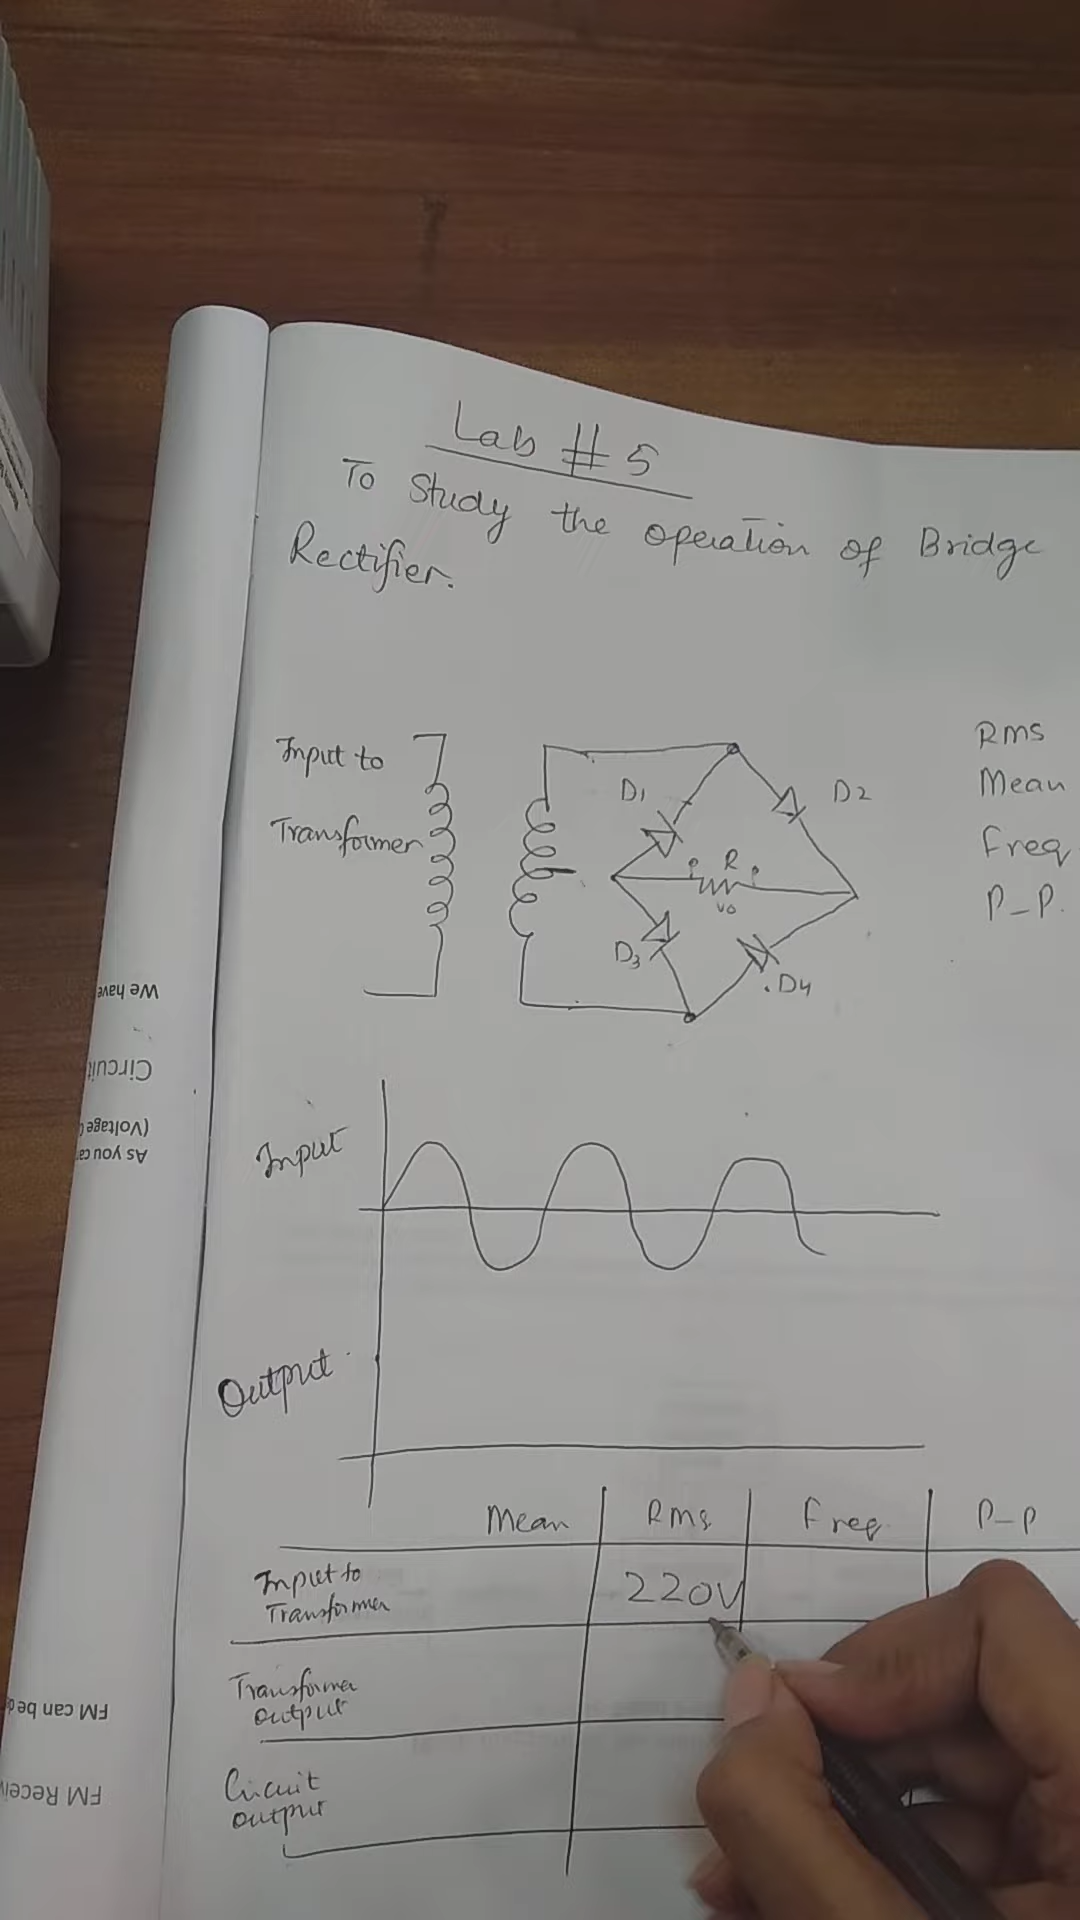 Lab # 5
To Study the operation of Bridge
Rectifier.
Input to
Transformer
D1
D2
R
Vo
D3
D4
Rms
Mean
Freq
P-P.
Input
Output
Mean Rms Freq P-P
Input to
Transformer
220V
Transformer
output
Circuit
output
We have
Circuit
(Voltage
As you ca
FM can be
FM Recei